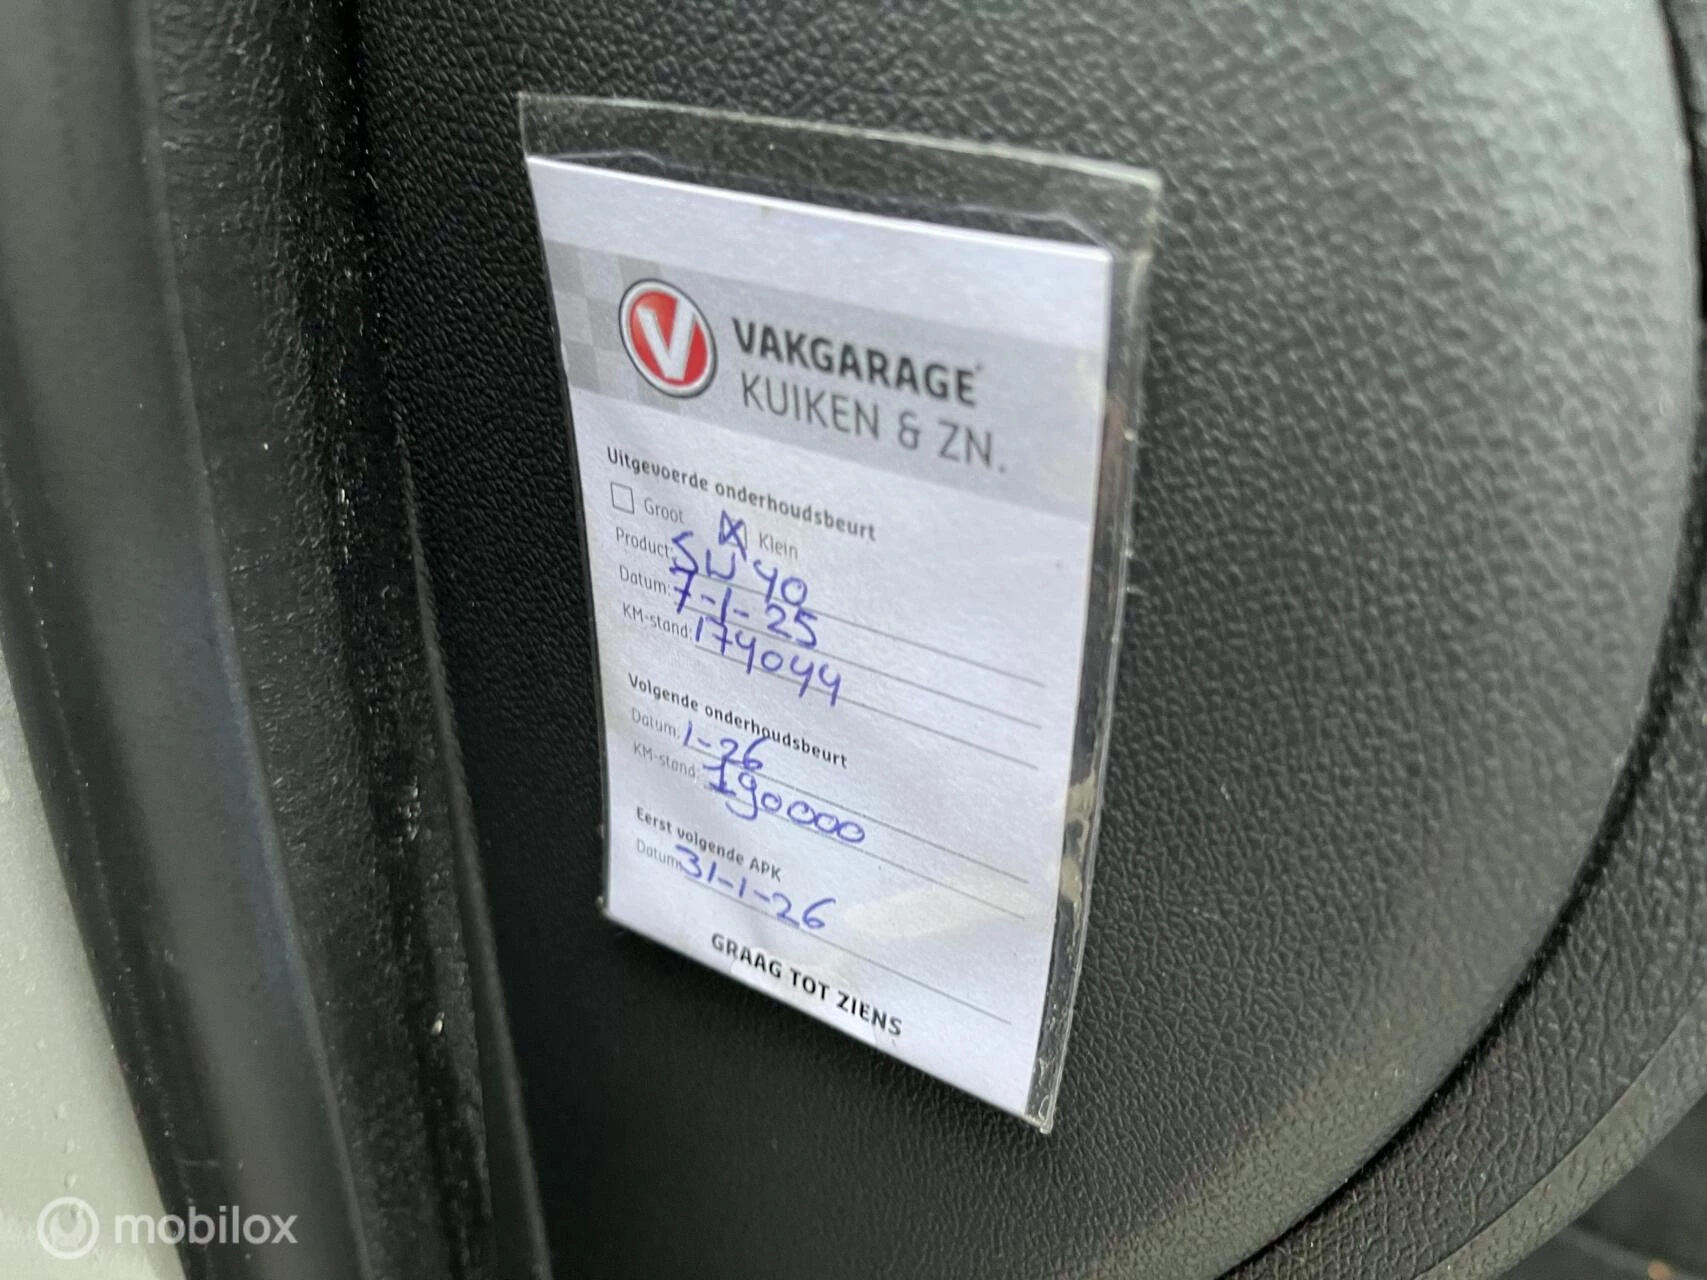 V
VAKGARAGE
KUIKEN & ZN.
Uitgevoerde onderhoudsbeurt
Groot X Klein
Product: 5W40
Datum: 7-1-25
KM-stand: 174044
Volgende onderhoudsbeurt
Datum: 1-26
KM-stand: 190000
Eerst volgende APK
Datum: 31-1-26
GRAAG TOT ZIENS
mobilox